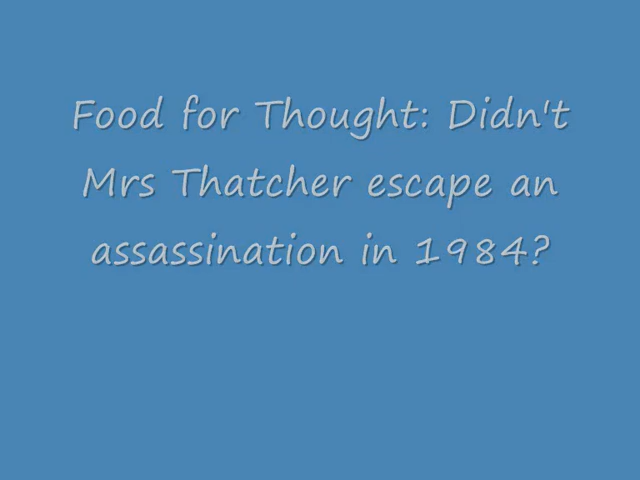 Food for Thought: Didn't
Mrs Thatcher escape an
assassination in 1984?